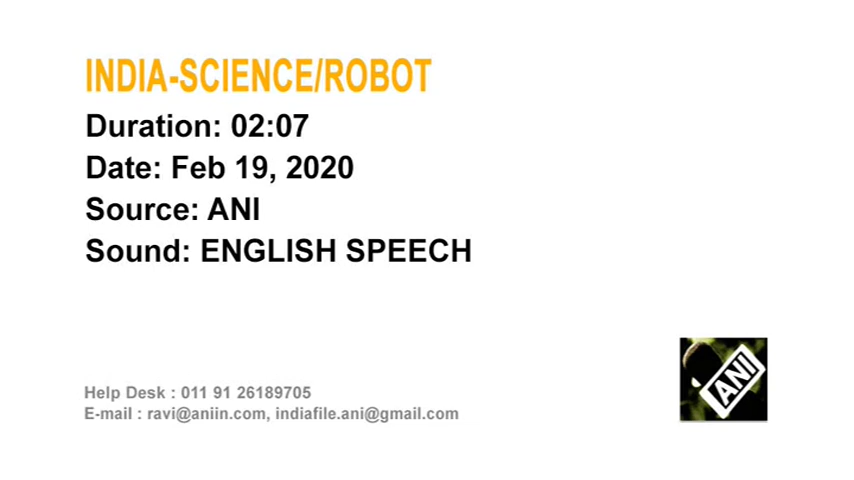 INDIA-SCIENCE/ROBOT
Duration: 02:07
Date: Feb 19, 2020
Source: ANI
Sound: ENGLISH SPEECH
Help Desk : 011 91 26189705
E-mail : ravi@aniin.com, indiafile.ani@gmail.com
ANI